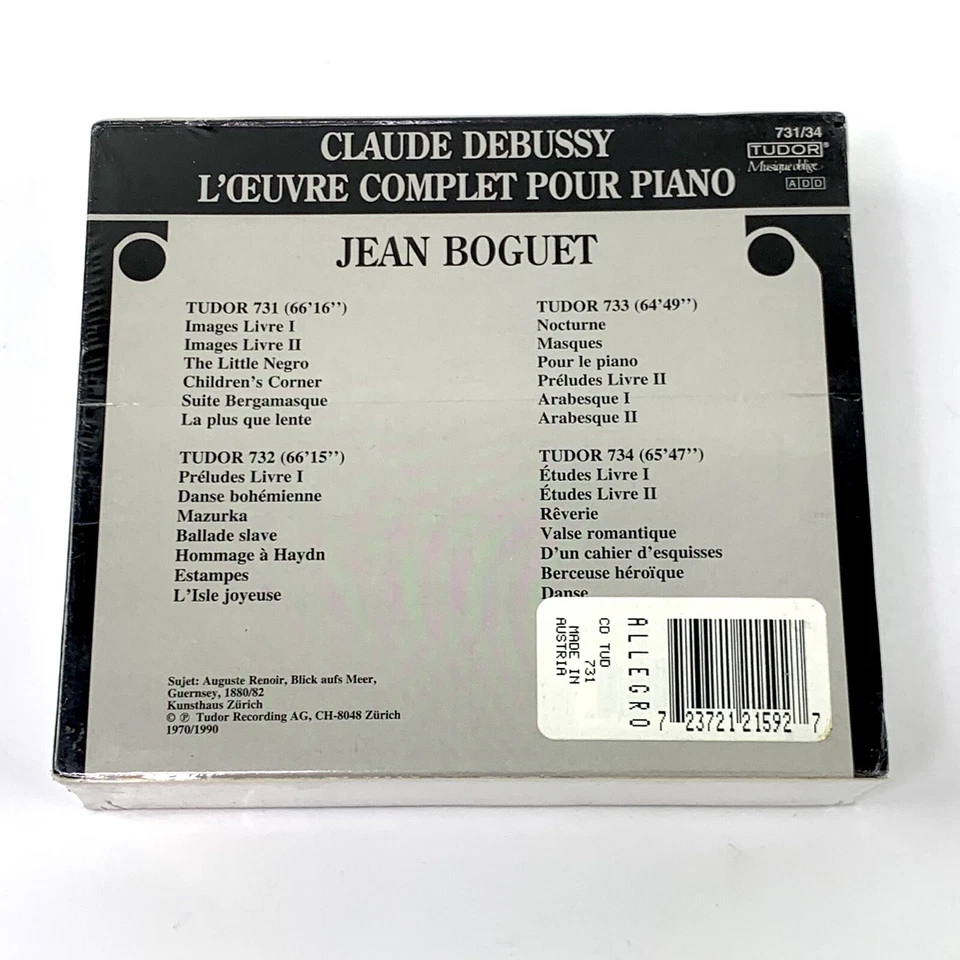 CLAUDE DEBUSSY
L'ŒUVRE COMPLET POUR PIANO
731/34
TUDOR®
Musique oblige
ADD
JEAN BOGUET
TUDOR 731 (66'16'')
Images Livre I
Images Livre II
The Little Negro
Children's Corner
Suite Bergamasque
La plus que lente
TUDOR 732 (66'15'')
Préludes Livre I
Danse bohémienne
Mazurka
Ballade slave
Hommage à Haydn
Estampes
L'Isle joyeuse
TUDOR 733 (64'49'')
Nocturne
Masques
Pour le piano
Préludes Livre II
Arabesque I
Arabesque II
TUDOR 734 (65'47'')
Études Livre I
Études Livre II
Rêverie
Valse romantique
D'un cahier d'esquisses
Berceuse héroïque
Danse
Sujet: Auguste Renoir, Blick aufs Meer,
Guernsey, 1880/82
Kunsthaus Zürich
© ℗ Tudor Recording AG, CH-8048 Zürich
1970/1990
ALLEGRO
CD TUD 731
MADE IN
AUSTRIA
7 23721 21592 7